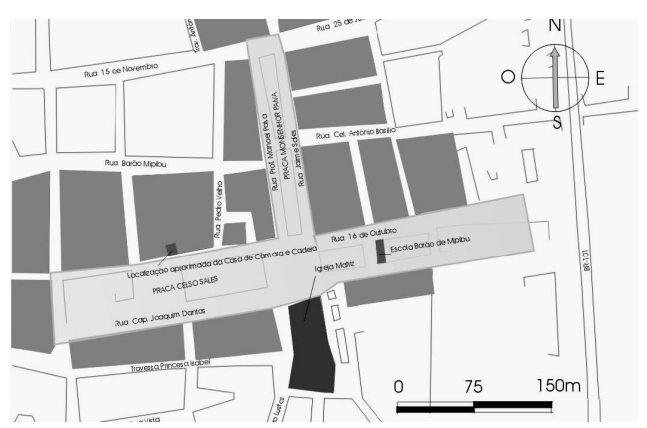 Rua 25 de
N
Rua 15 de Novembro
O
E
S
Rua Prof. Manoel Paiva
PRAÇA MONSENHOR PAIVA
Rua Jaime Sales
Rua Cel. Antônio Basilio
Rua Barão Mipibu
Rua Pedro Velho
Rua 16 de Outubro
Escola Barão de Mipibu
Localização aproximada da Casa de Câmara e Cadeia
Igreja Matriz
BR-101
PRAÇA CELSO SALES
Rua Cap. Joaquim Dantas
Travessa Princesa Isabel
0 75 150m